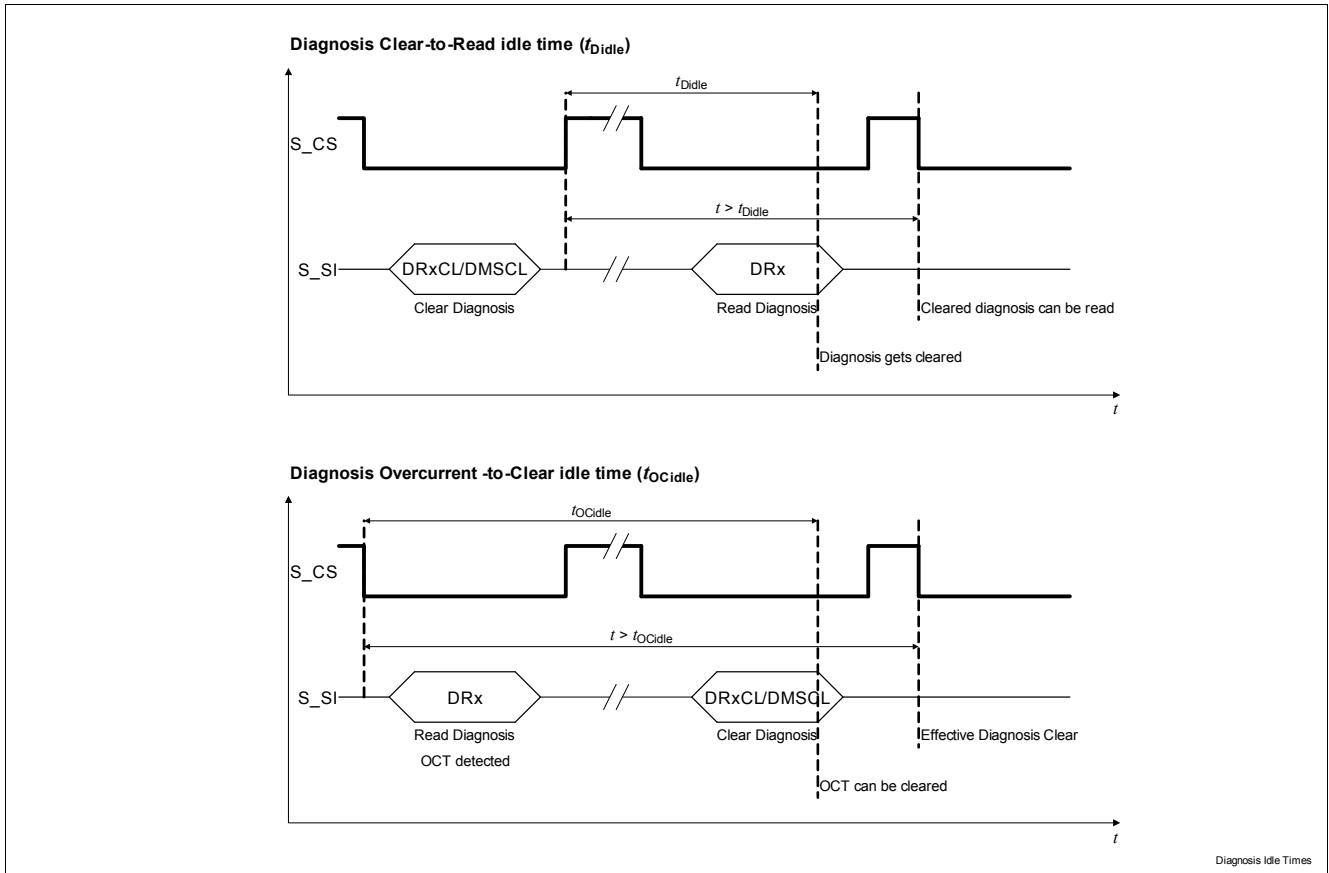 Diagnosis Clear-to-Read idle time (tDidle)
tDidle
S_CS
t > tDidle
S_SI
DRxCL/DMSCL
DRx
Clear Diagnosis
Read Diagnosis
Cleared diagnosis can be read
Diagnosis gets cleared
t
Diagnosis Overcurrent -to-Clear idle time (tOCidle)
tOCidle
S_CS
t > tOCidle
S_SI
DRx
DRxCL/DMSCL
Read Diagnosis
Clear Diagnosis
Effective Diagnosis Clear
OCT detected
OCT can be cleared
t
Diagnosis Idle Times